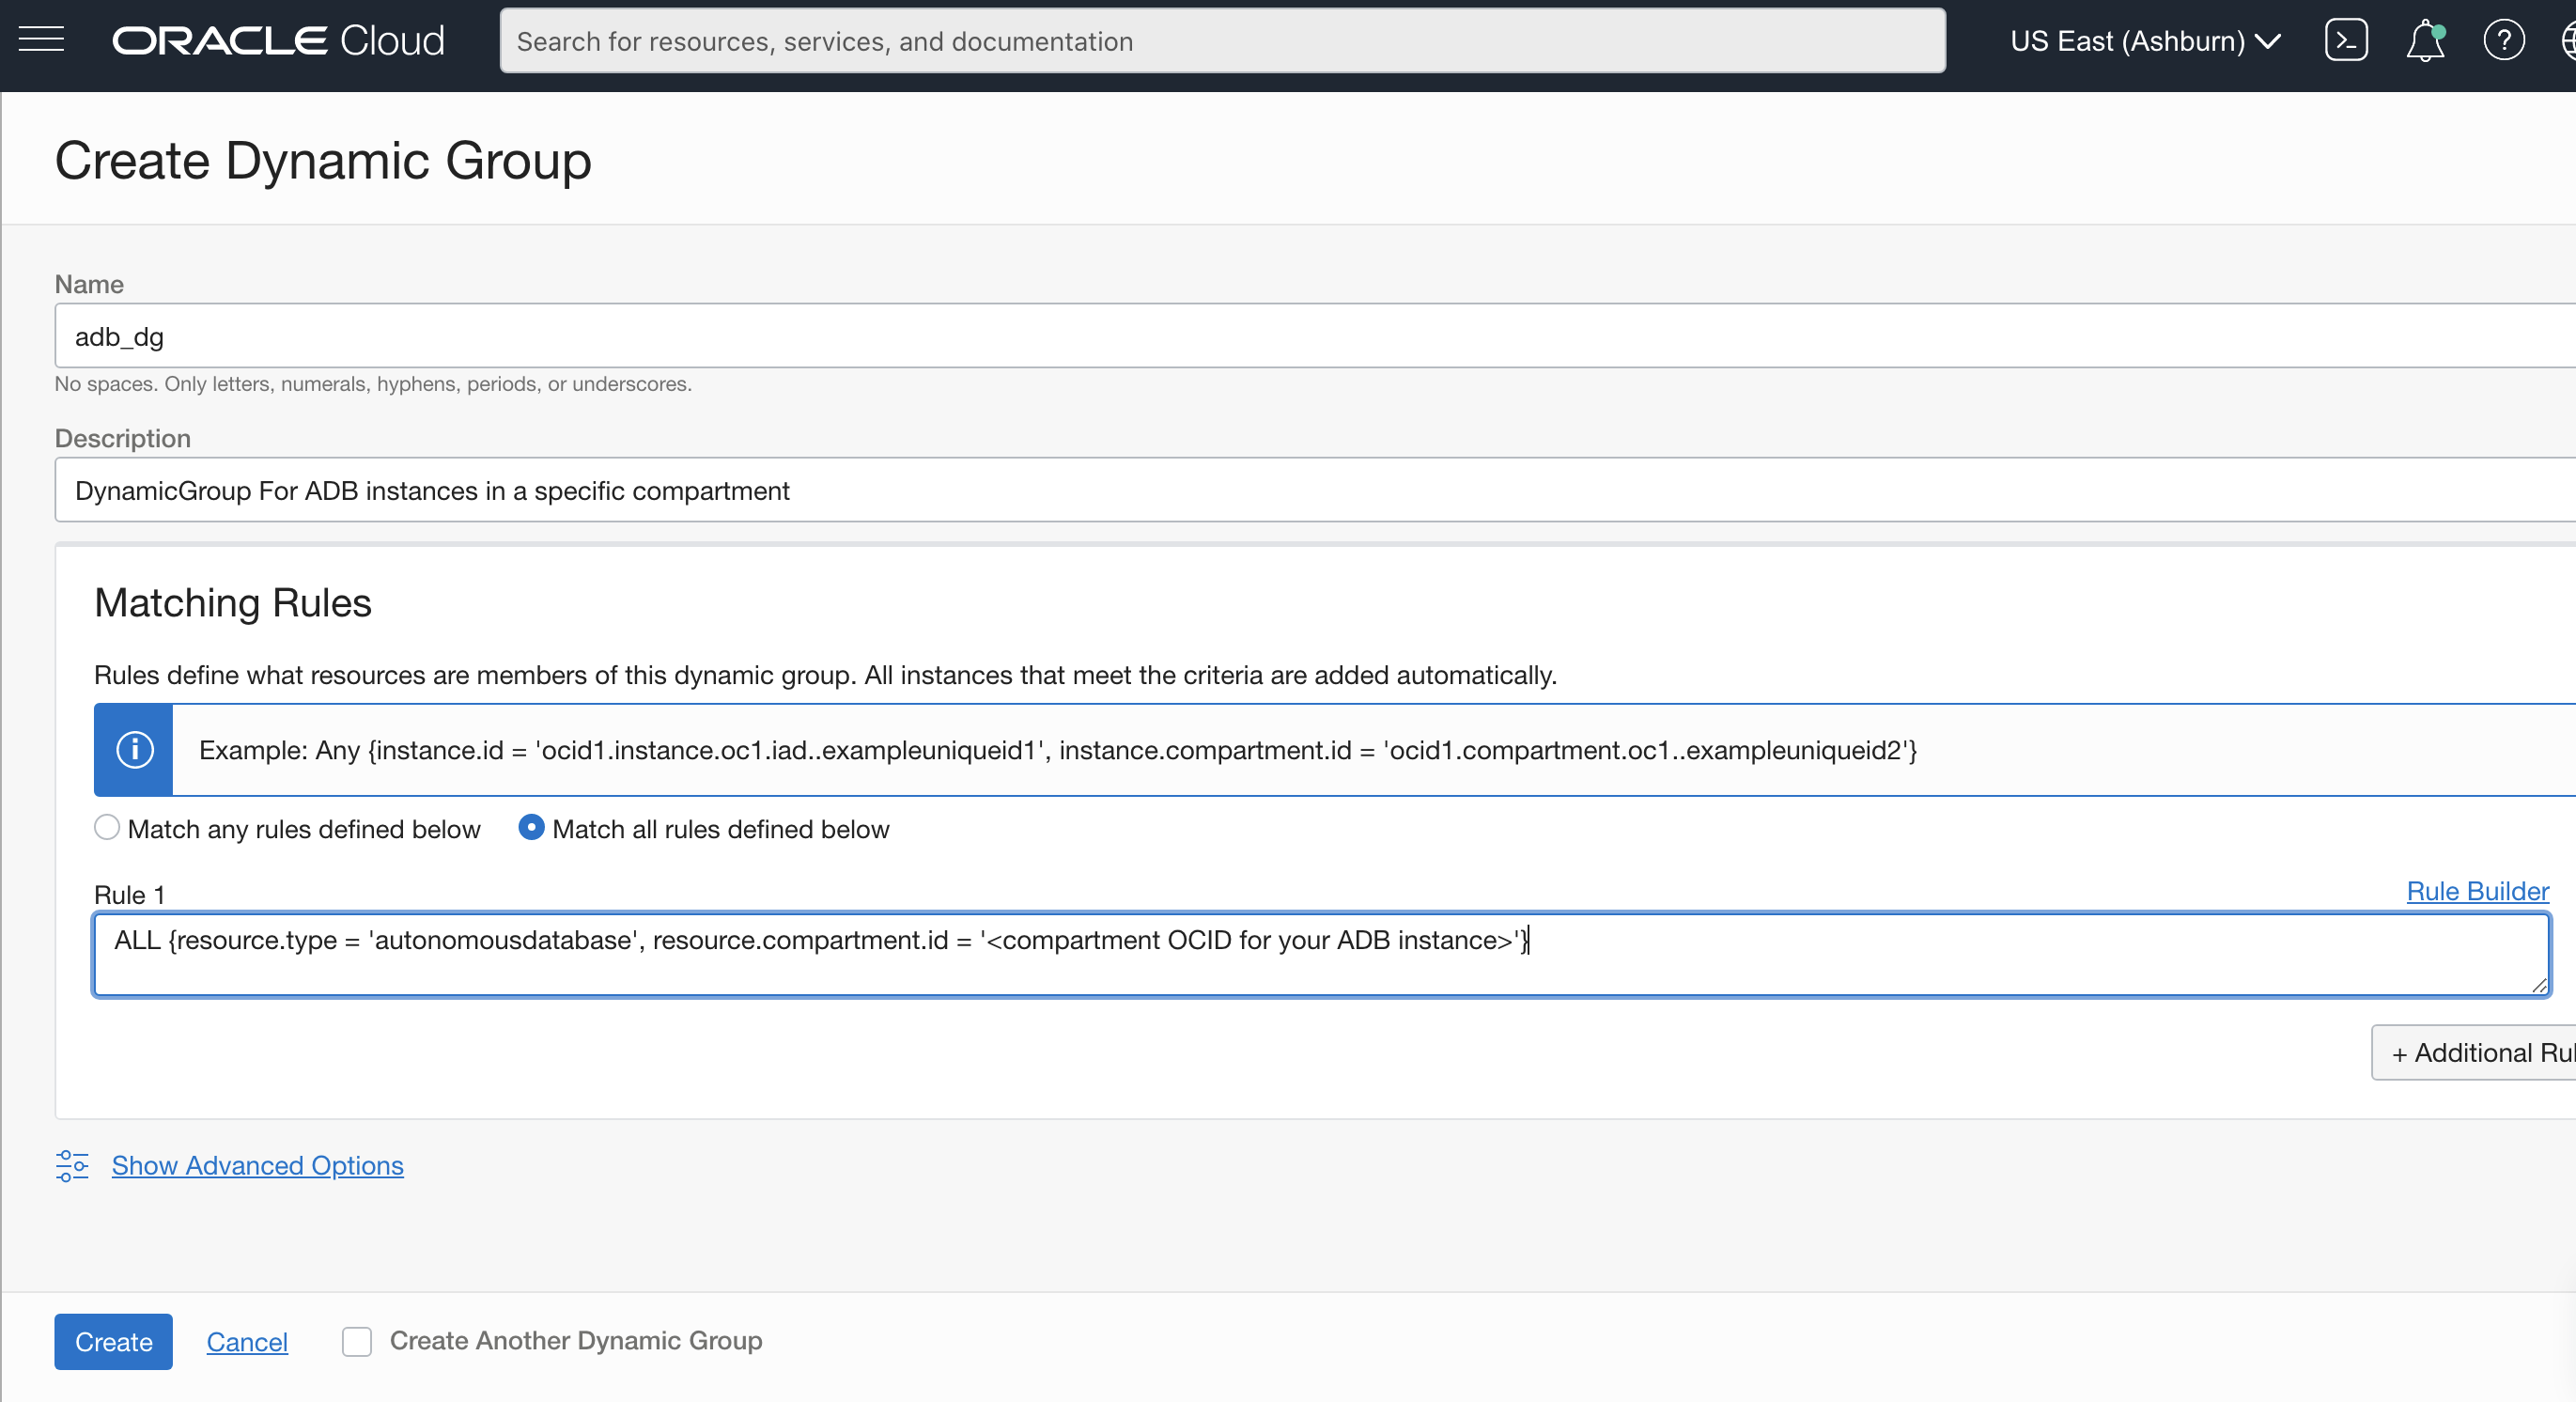 ORACLE Cloud
Search for resources, services, and documentation
US East (Ashburn)
Create Dynamic Group
Name
adb_dg
No spaces. Only letters, numerals, hyphens, periods, or underscores.
Description
DynamicGroup For ADB instances in a specific compartment
Matching Rules
Rules define what resources are members of this dynamic group. All instances that meet the criteria are added automatically.
Example: Any {instance.id = 'ocid1.instance.oc1.iad..exampleuniqueid1', instance.compartment.id = 'ocid1.compartment.oc1..exampleuniqueid2'}
Match any rules defined below Match all rules defined below
Rule 1
Rule Builder
ALL {resource.type = 'autonomousdatabase', resource.compartment.id = '<compartment OCID for your ADB instance>'}
+ Additional
Show Advanced Options
Create Cancel Create Another Dynamic Group